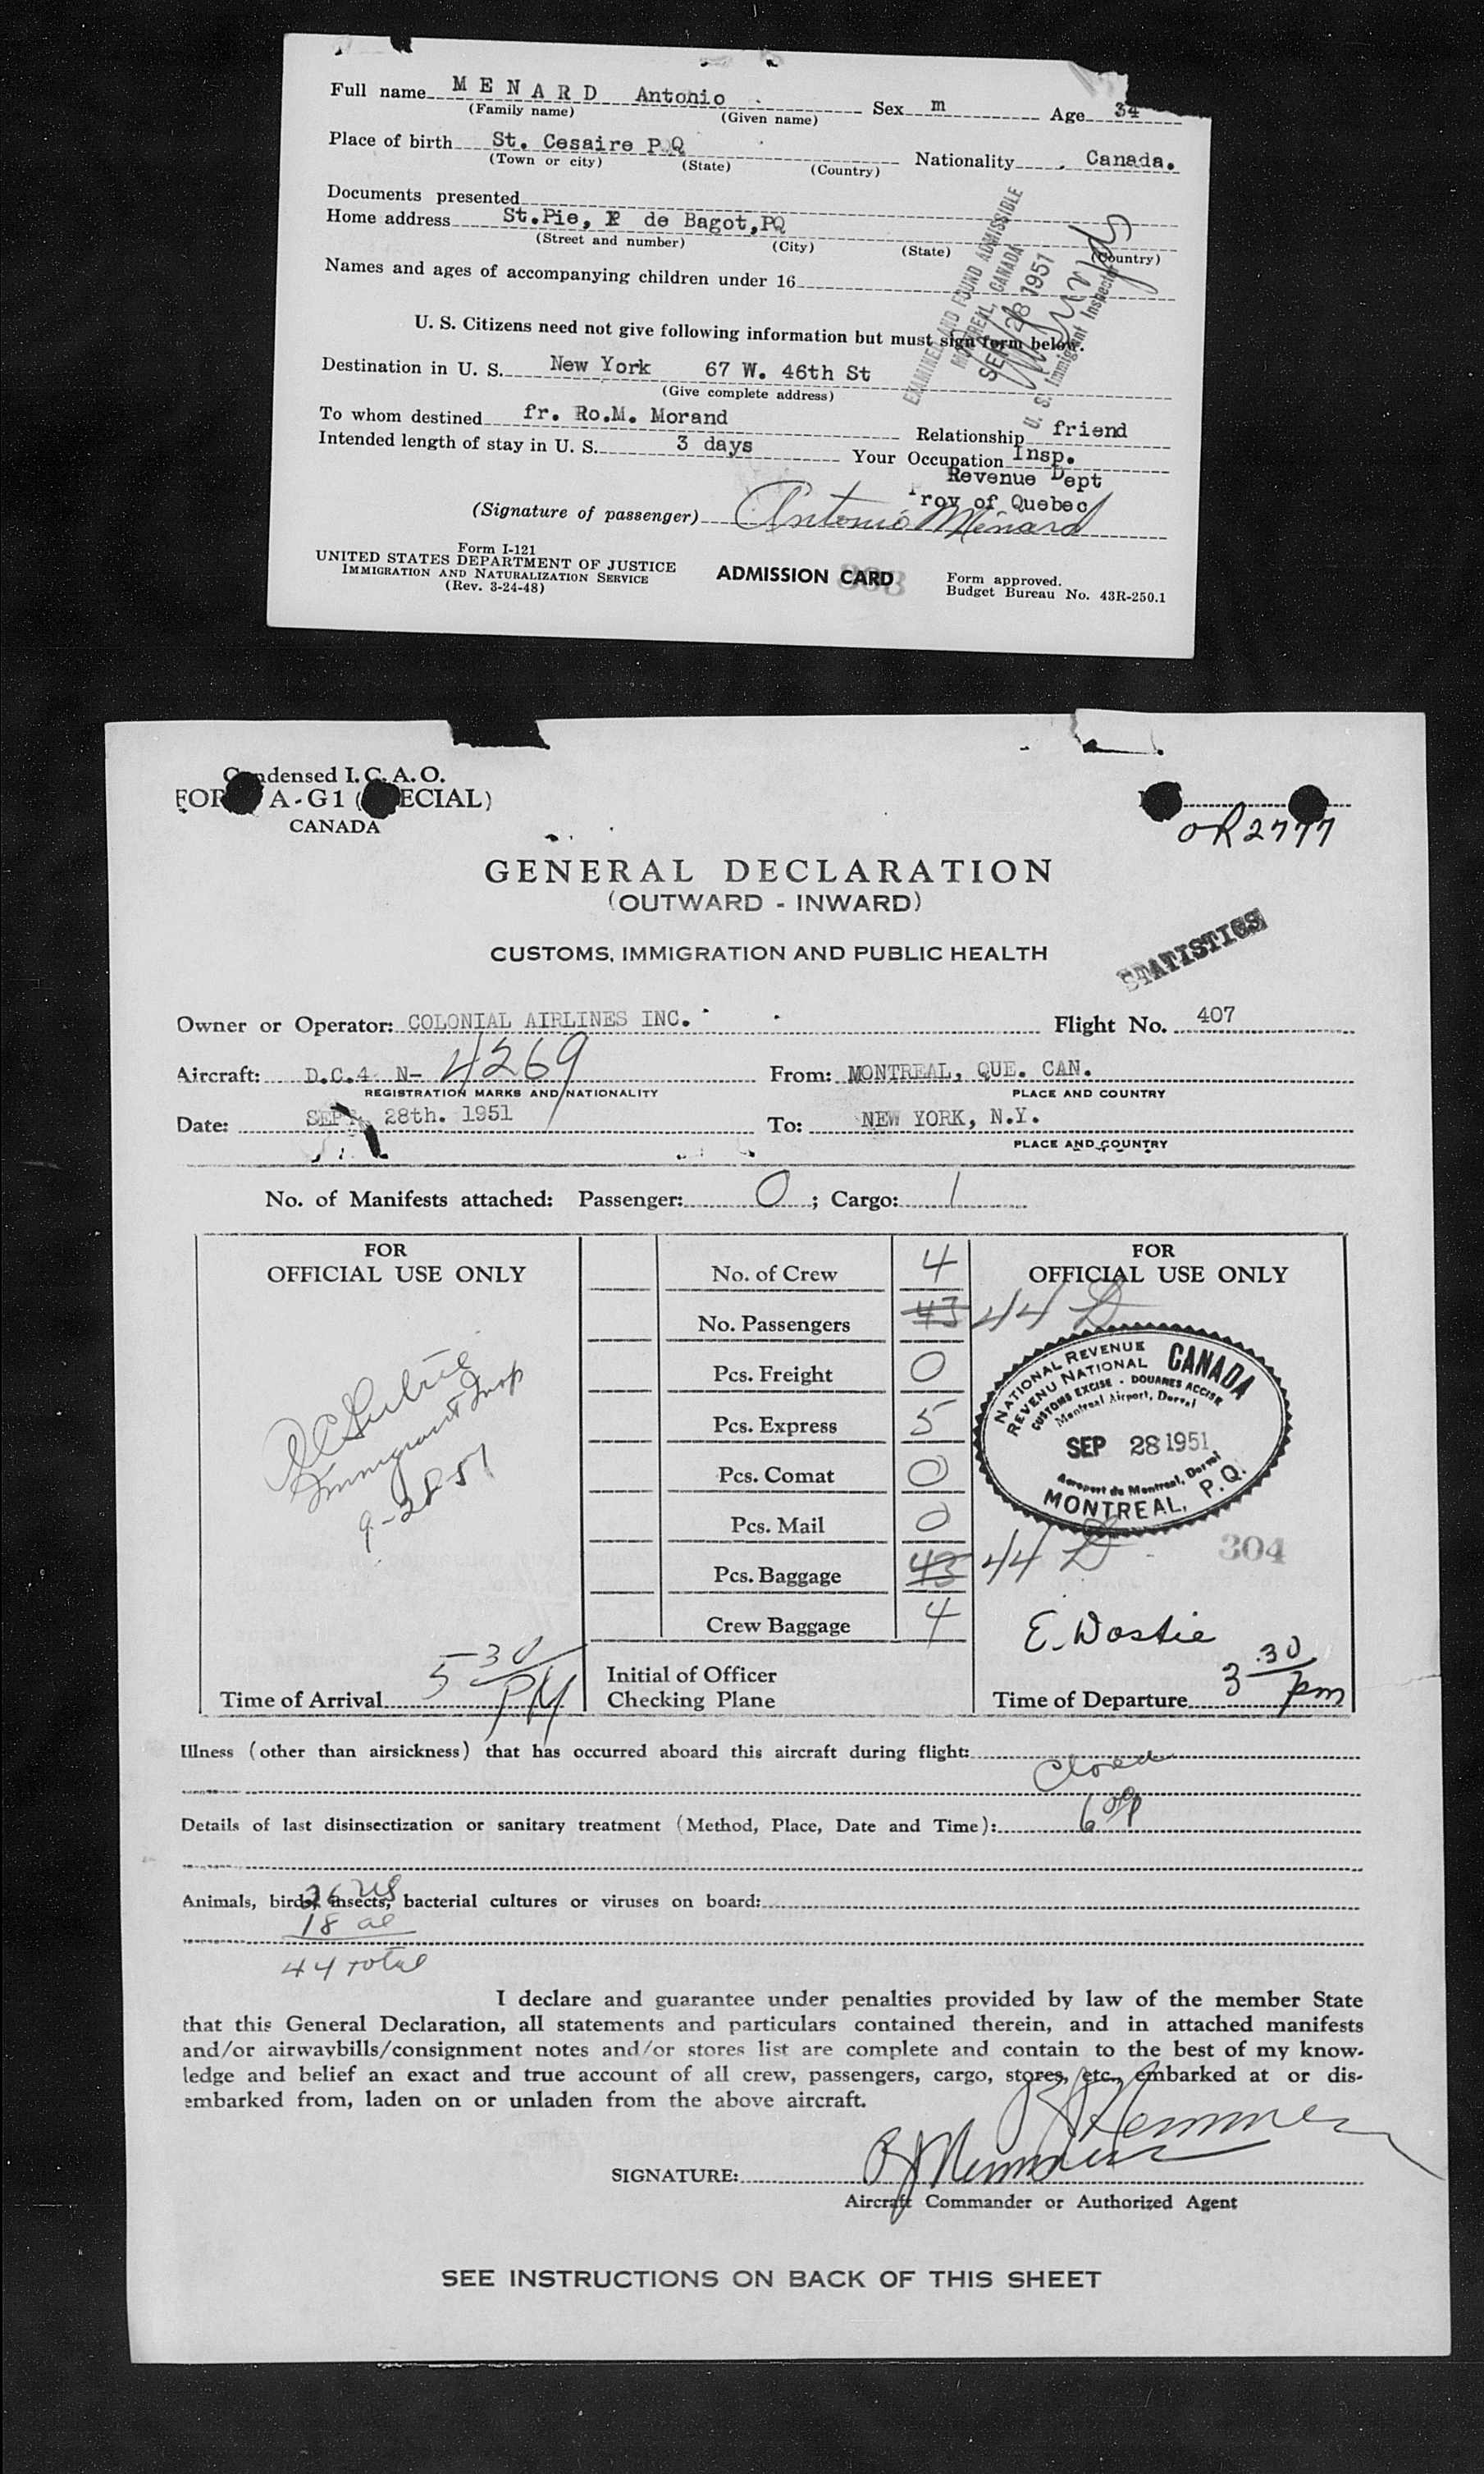 Full name MENARD Antonio Sex m Age 34
(Family name) (Given name)
Place of birth St. Cesaire P Q Nationality Canada.
(Town or city) (State) (Country)
Documents presented
Home address St.Pie, de Bagot,PQ
(Street and number) (City) (State) (Country)
Names and ages of accompanying children under 16
U. S. Citizens need not give following information but must sign form below.
EXAMINED AND FOUND ADMISSIBLE
MONTREAL, CANADA
SEP 28 1951
U. S. Immigrant Inspector
Destination in U. S. New York 67 W. 46th St
(Give complete address)
To whom destined fr. Ro.M. Morand Relationship friend
Intended length of stay in U. S. 3 days Your Occupation Insp.
Revenue Dept
Prov of Quebec
(Signature of passenger) Antonio Menard
Form I-121
UNITED STATES DEPARTMENT OF JUSTICE
IMMIGRATION AND NATURALIZATION SERVICE
(Rev. 3-24-48)
ADMISSION CARD
303
Form approved.
Budget Bureau No. 43R-250.1
Condensed I. C. A. O.
FORM A-G1 (SPECIAL)
CANADA
OR2777
GENERAL DECLARATION
(OUTWARD - INWARD)
CUSTOMS, IMMIGRATION AND PUBLIC HEALTH
STATISTICS
Owner or Operator: COLONIAL AIRLINES INC. Flight No. 407
Aircraft: D.C.4 N- 4269 From: MONTREAL, QUE. CAN.
REGISTRATION MARKS AND NATIONALITY PLACE AND COUNTRY
Date: SEPT. 28th. 1951 To: NEW YORK, N.Y.
PLACE AND COUNTRY
No. of Manifests attached: Passenger: 0 ; Cargo: 1
FOR
OFFICIAL USE ONLY
Immigrant Insp
9-28-51
Time of Arrival 5 30 PM
No. of Crew 4
No. Passengers 43 44 D
Pcs. Freight 0
Pcs. Express 5
Pcs. Comat 0
Pcs. Mail 0
Pcs. Baggage 43 44 D
Crew Baggage 4
Initial of Officer
Checking Plane
FOR
OFFICIAL USE ONLY
NATIONAL REVENUE
REVENU NATIONAL
CANADA
CUSTOMS EXCISE - DOUANES ACCISE
Montreal Airport, Dorval
SEP 28 1951
Aeroport de Montreal, Dorval
MONTREAL, P.Q.
304
E. Dostie
Time of Departure 3 .30 pm
Illness (other than airsickness) that has occurred aboard this aircraft during flight:
Details of last disinsectization or sanitary treatment (Method, Place, Date and Time):
Animals, birds, insects, bacterial cultures or viruses on board:
26 US
18 al
44 total
I declare and guarantee under penalties provided by law of the member State
that this General Declaration, all statements and particulars contained therein, and in attached manifests
and/or airwaybills/consignment notes and/or stores list are complete and contain to the best of my know-
ledge and belief an exact and true account of all crew, passengers, cargo, stores, etc., embarked at or dis-
embarked from, laden on or unladen from the above aircraft.
SIGNATURE:
Aircraft Commander or Authorized Agent
SEE INSTRUCTIONS ON BACK OF THIS SHEET